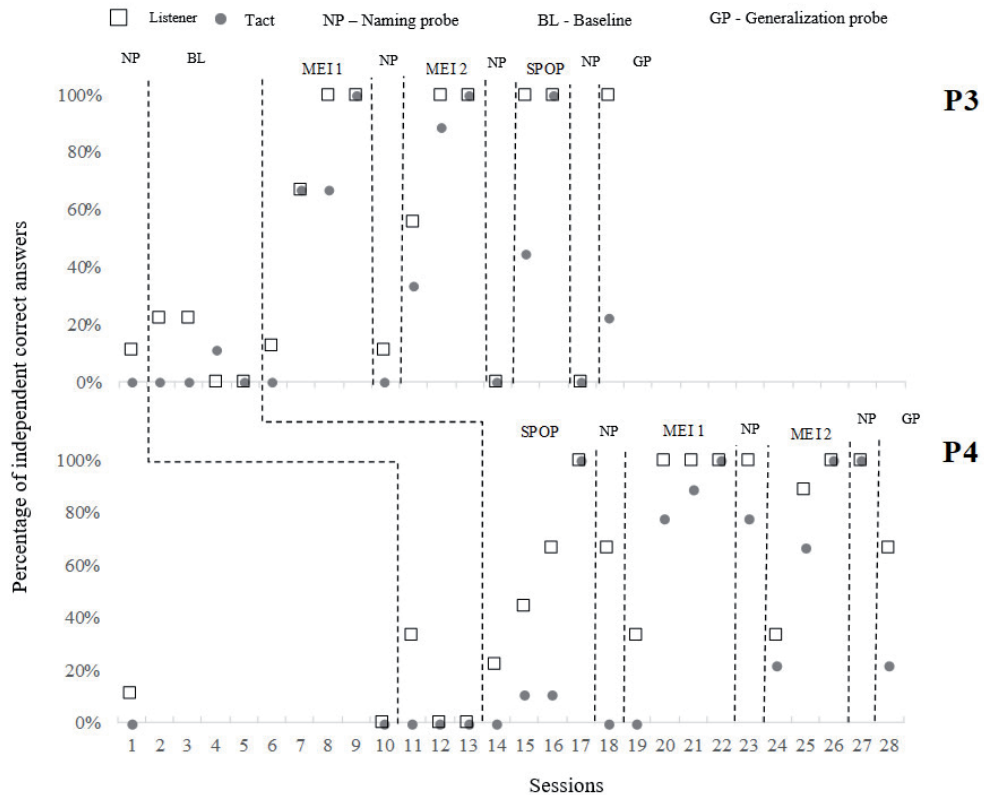 Listener Tact NP – Naming probe BL - Baseline GP - Generalization probe
NP BL MEI 1 NP MEI 2 NP SPOP NP GP
P3
100%
80%
60%
40%
20%
0%
Percentage of independent correct answers
SPOP NP MEI 1 NP MEI 2 NP GP
P4
100%
80%
60%
40%
20%
0%
1 2 3 4 5 6 7 8 9 10 11 12 13 14 15 16 17 18 19 20 21 22 23 24 25 26 27 28
Sessions